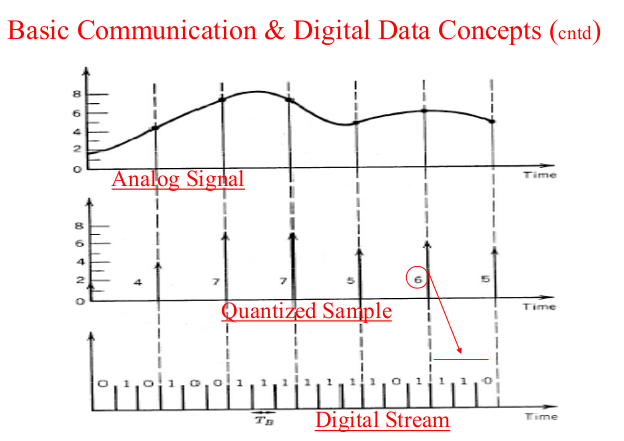 Basic Communication & Digital Data Concepts (cntd)
8
6
4
2
0
Time
Analog Signal
8
6
4
2
0
4 7 7 5 6 5
Time
Quantized Sample
0 1 0 1 0 0 1 1 1 1 1 1 1 0 1 1 1 0
Time
T_B
Digital Stream